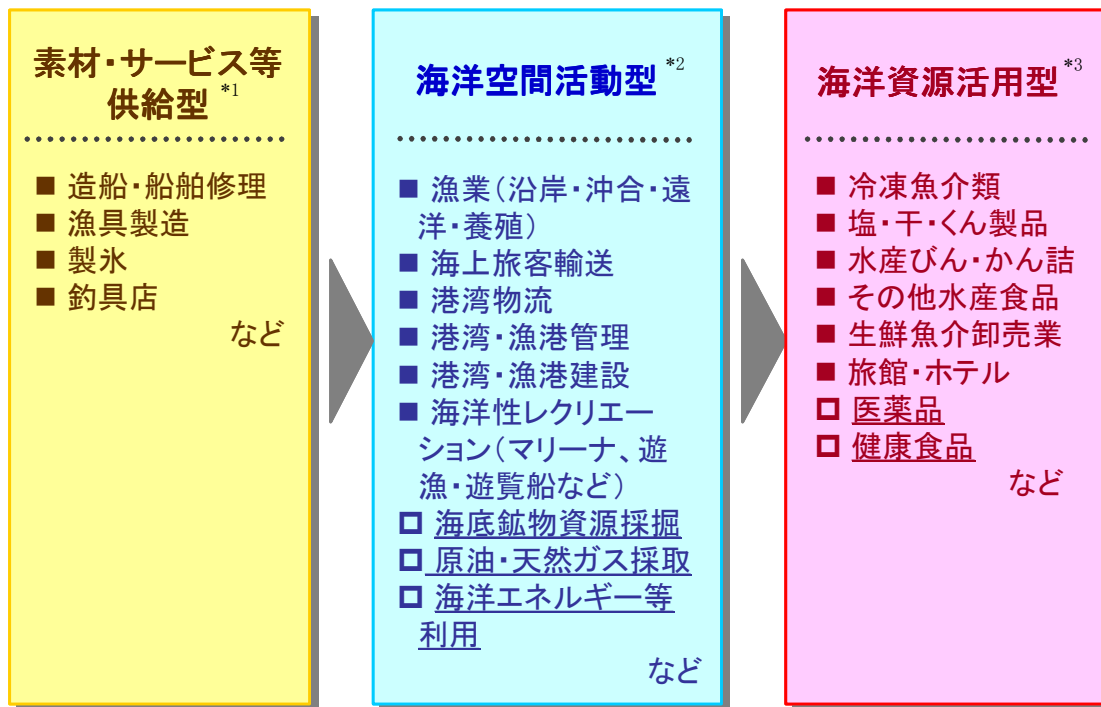 素材・サービス等
供給型 *1
■ 造船・船舶修理
■ 漁具製造
■ 製氷
■ 釣具店
など
海洋空間活動型 *2
■ 漁業（沿岸・沖合・遠
洋・養殖）
■ 海上旅客輸送
■ 港湾物流
■ 港湾・漁港管理
■ 港湾・漁港建設
■ 海洋性レクリエー
ション（マリーナ、遊
漁・遊覧船など）
□ 海底鉱物資源採掘
□ 原油・天然ガス採取
□ 海洋エネルギー等
利用
など
海洋資源活用型 *3
■ 冷凍魚介類
■ 塩・干・くん製品
■ 水産びん・かん詰
■ その他水産食品
■ 生鮮魚介卸売業
■ 旅館・ホテル
□ 医薬品
□ 健康食品
など